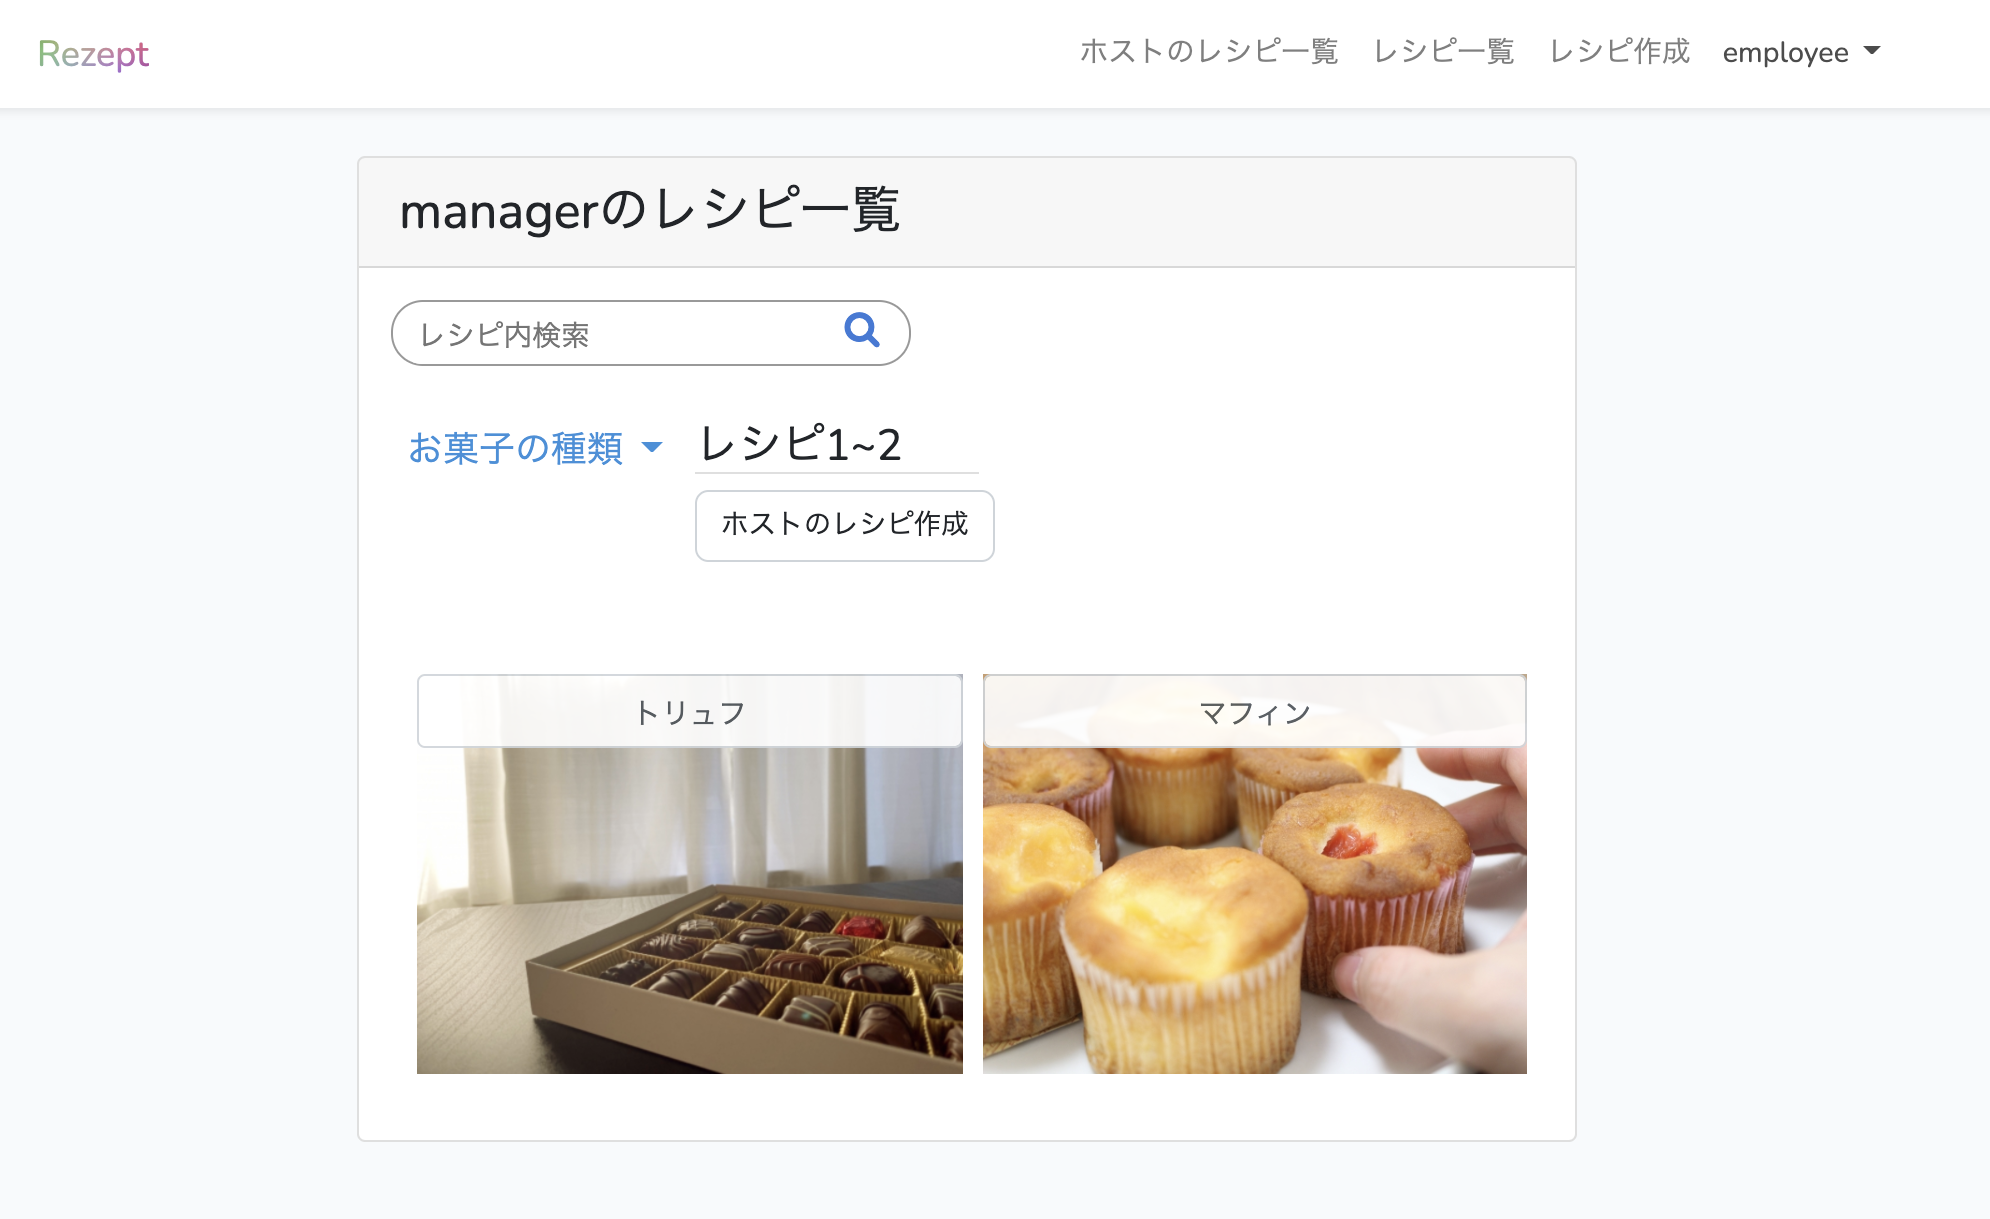 Rezept
ホストのレシピ一覧 レシピ一覧 レシピ作成 employee
managerのレシピ一覧
レシピ内検索
お菓子の種類 レシピ1~2
ホストのレシピ作成
トリュフ マフィン